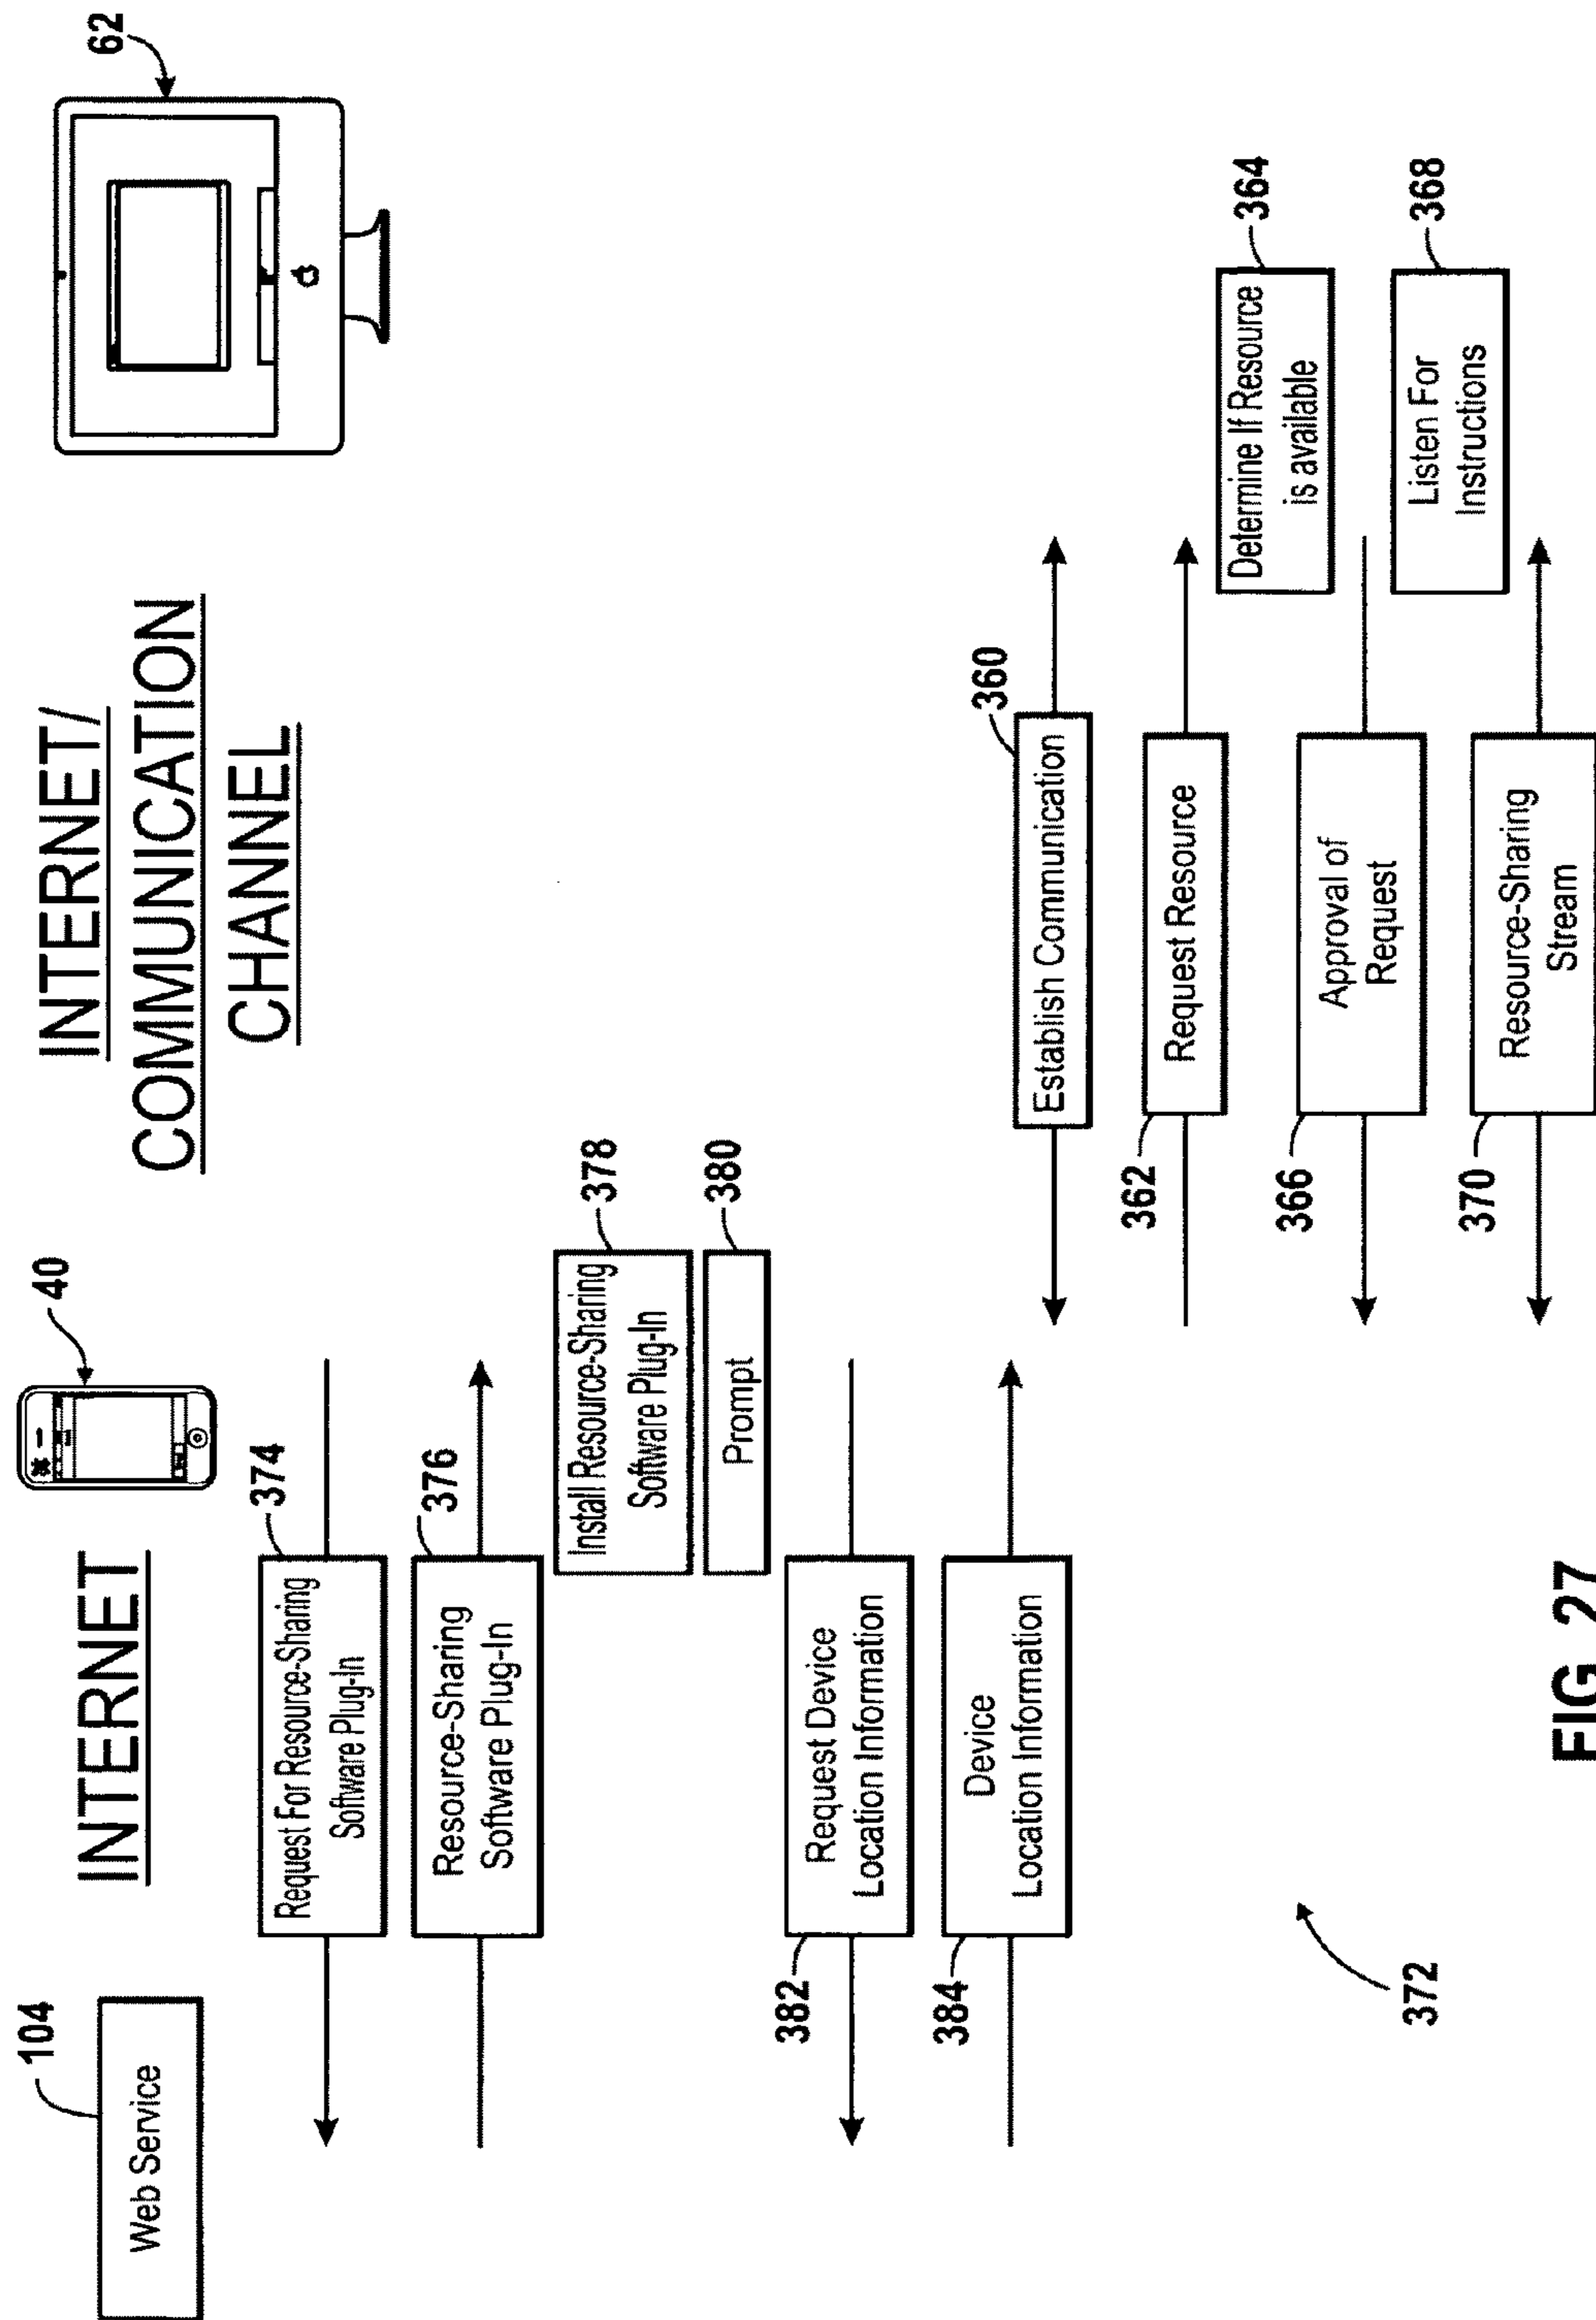 104
Web Service
INTERNET
40
INTERNET/
COMMUNICATION
CHANNEL
62
374
Request For Resource-Sharing
Software Plug-In
376
Resource-Sharing
Software Plug-In
378
Install Resource-Sharing
Software Plug-In
380
Prompt
382
Request Device
Location Information
384
Device
Location Information
360
Establish Communication
362
Request Resource
364
Determine If Resource
is available
366
Approval of
Request
368
Listen For
Instructions
370
Resource-Sharing
Stream
372
FIG 27